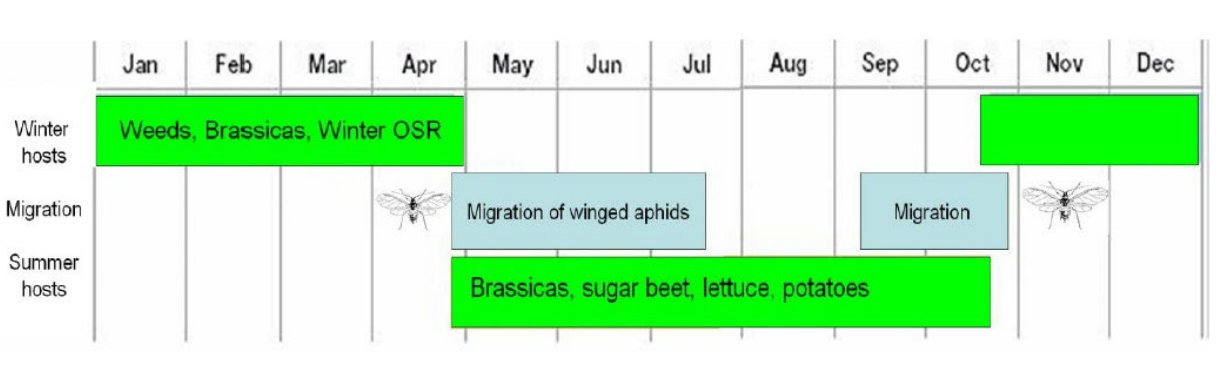 Jan Feb Mar Apr May Jun Jul Aug Sep Oct Nov Dec
Winter
hosts
Weeds, Brassicas, Winter OSR
Migration
Migration of winged aphids
Migration
Summer
hosts
Brassicas, sugar beet, lettuce, potatoes